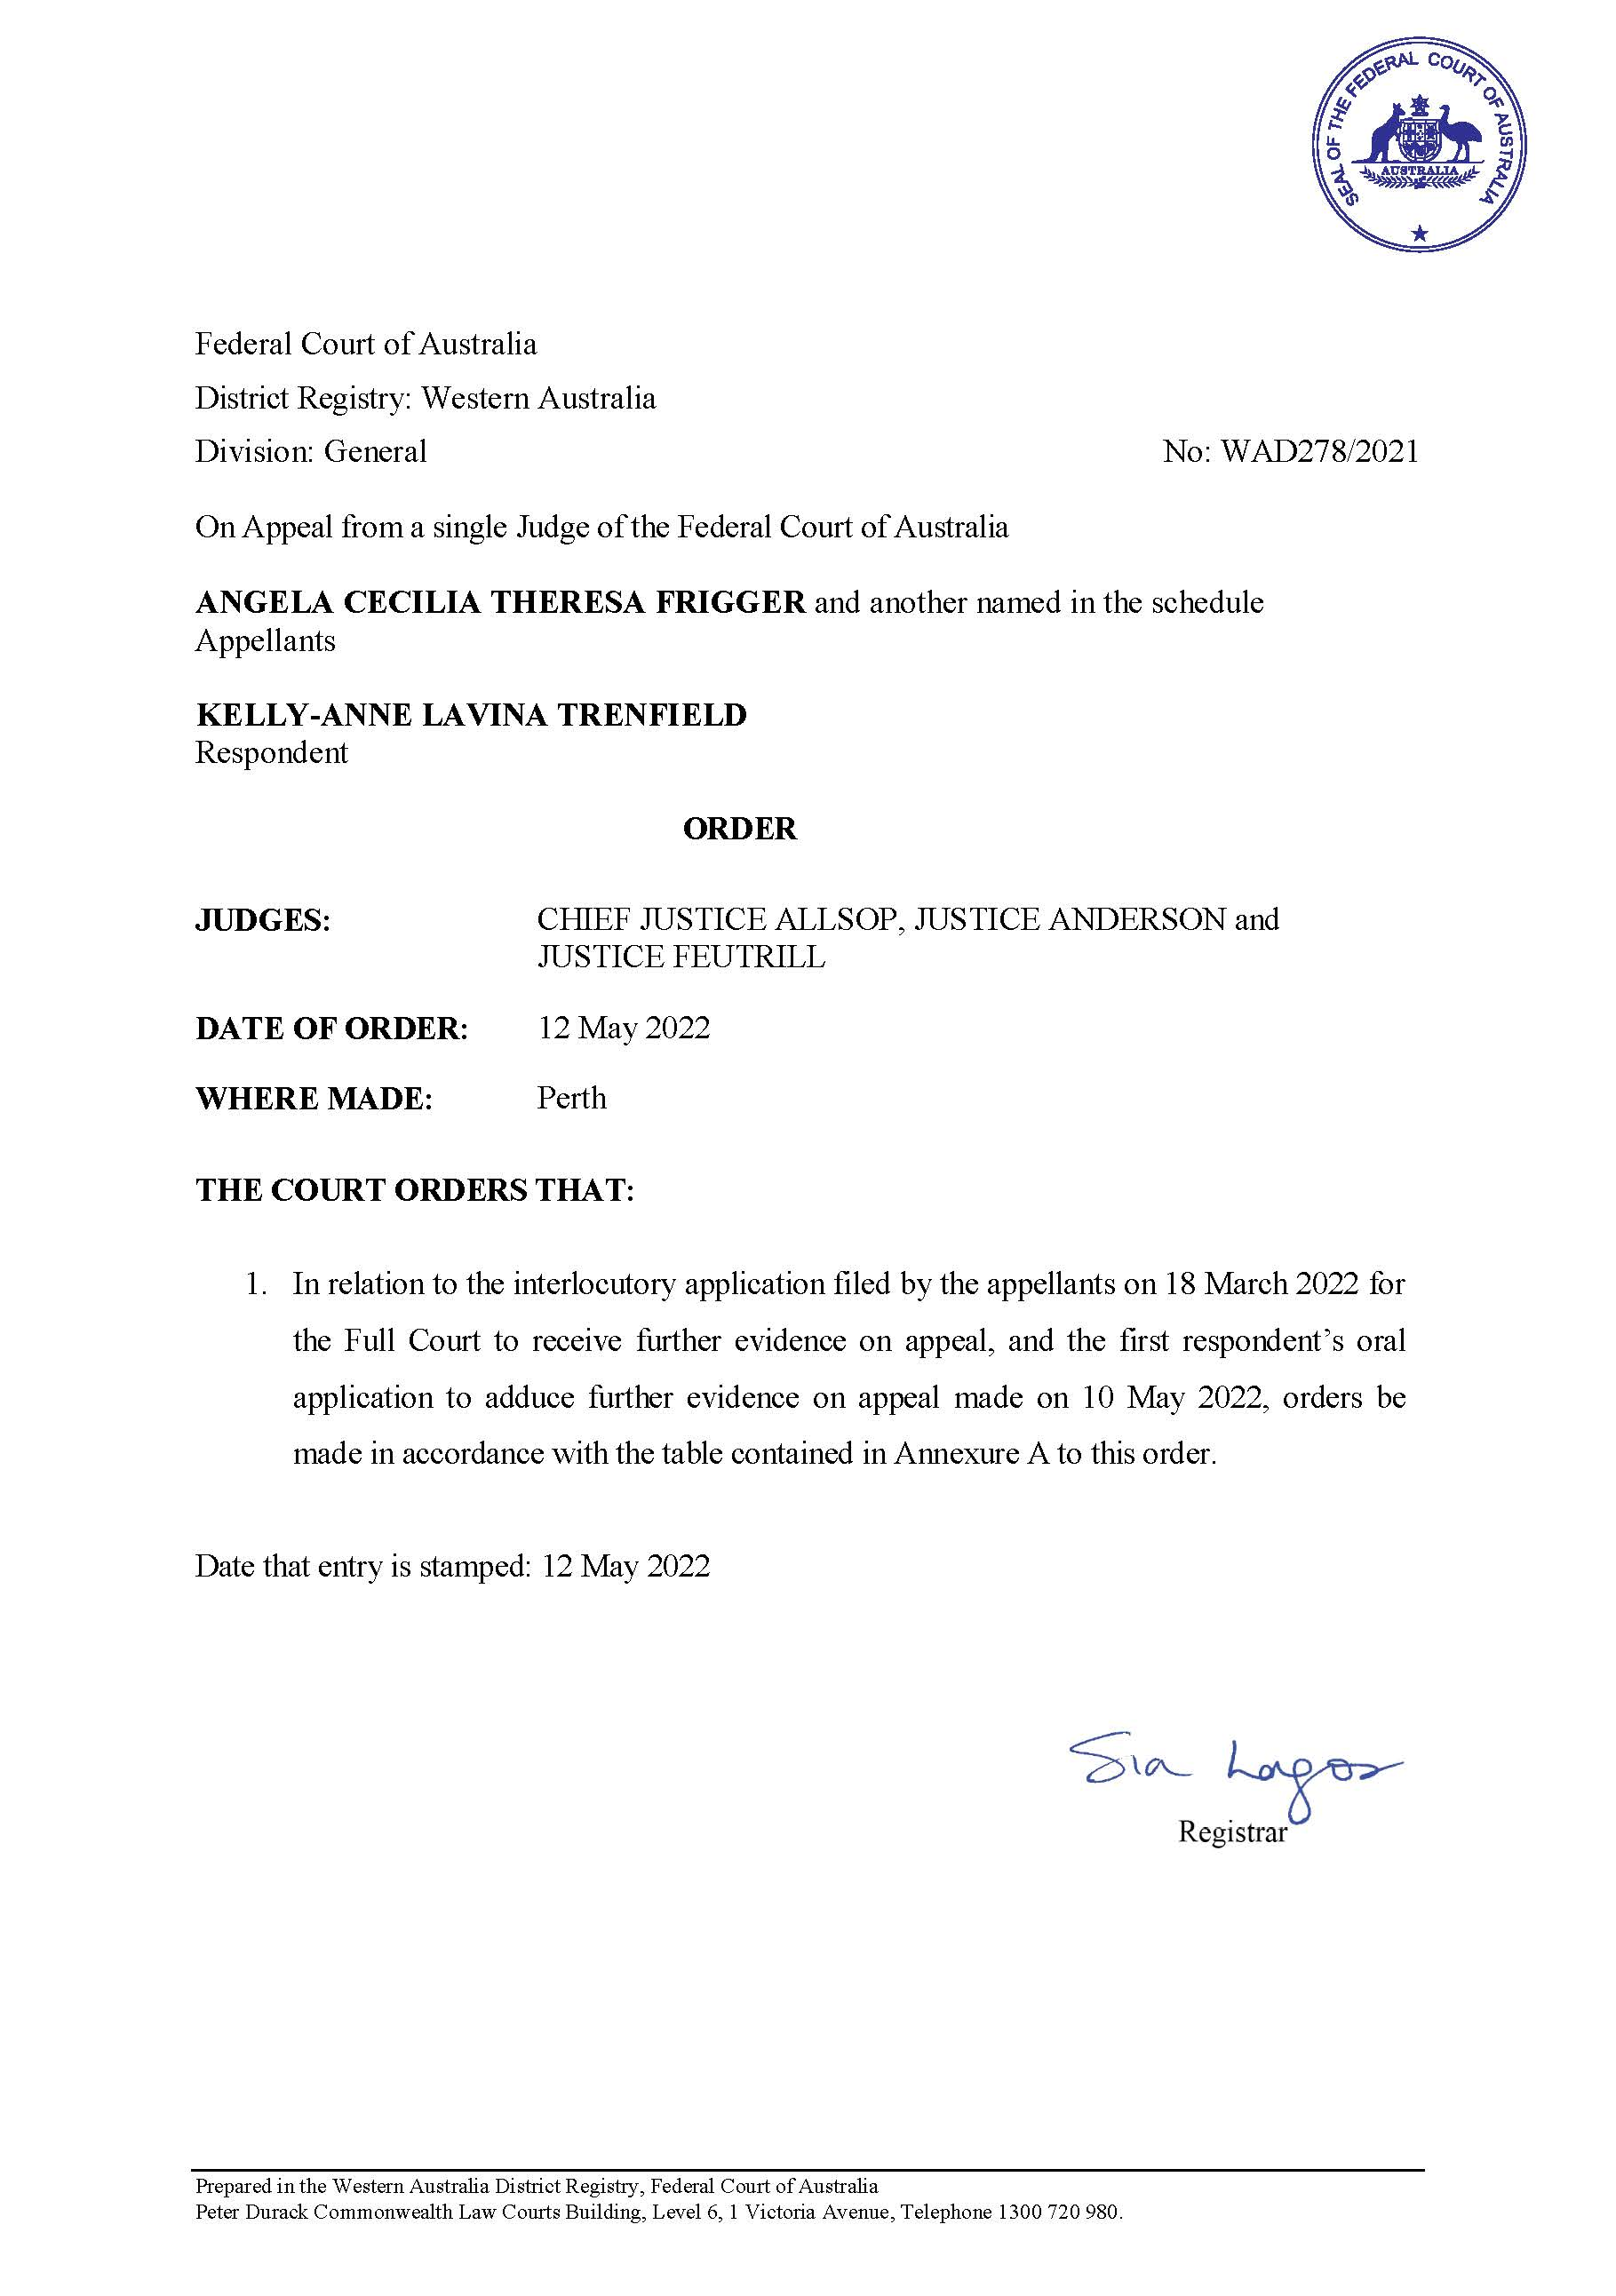 SEAL OF THE FEDERAL COURT OF AUSTRALIA
AUSTRALIA
Federal Court of Australia
District Registry: Western Australia
Division: General No: WAD278/2021
On Appeal from a single Judge of the Federal Court of Australia
ANGELA CECILIA THERESA FRIGGER and another named in the schedule
Appellants
KELLY-ANNE LAVINA TRENFIELD
Respondent
ORDER
JUDGES: CHIEF JUSTICE ALLSOP, JUSTICE ANDERSON and
JUSTICE FEUTRILL
DATE OF ORDER: 12 May 2022
WHERE MADE: Perth
THE COURT ORDERS THAT:
1. In relation to the interlocutory application filed by the appellants on 18 March 2022 for
the Full Court to receive further evidence on appeal, and the first respondent’s oral
application to adduce further evidence on appeal made on 10 May 2022, orders be
made in accordance with the table contained in Annexure A to this order.
Date that entry is stamped: 12 May 2022
Sia Lagos
Registrar
Prepared in the Western Australia District Registry, Federal Court of Australia
Peter Durack Commonwealth Law Courts Building, Level 6, 1 Victoria Avenue, Telephone 1300 720 980.